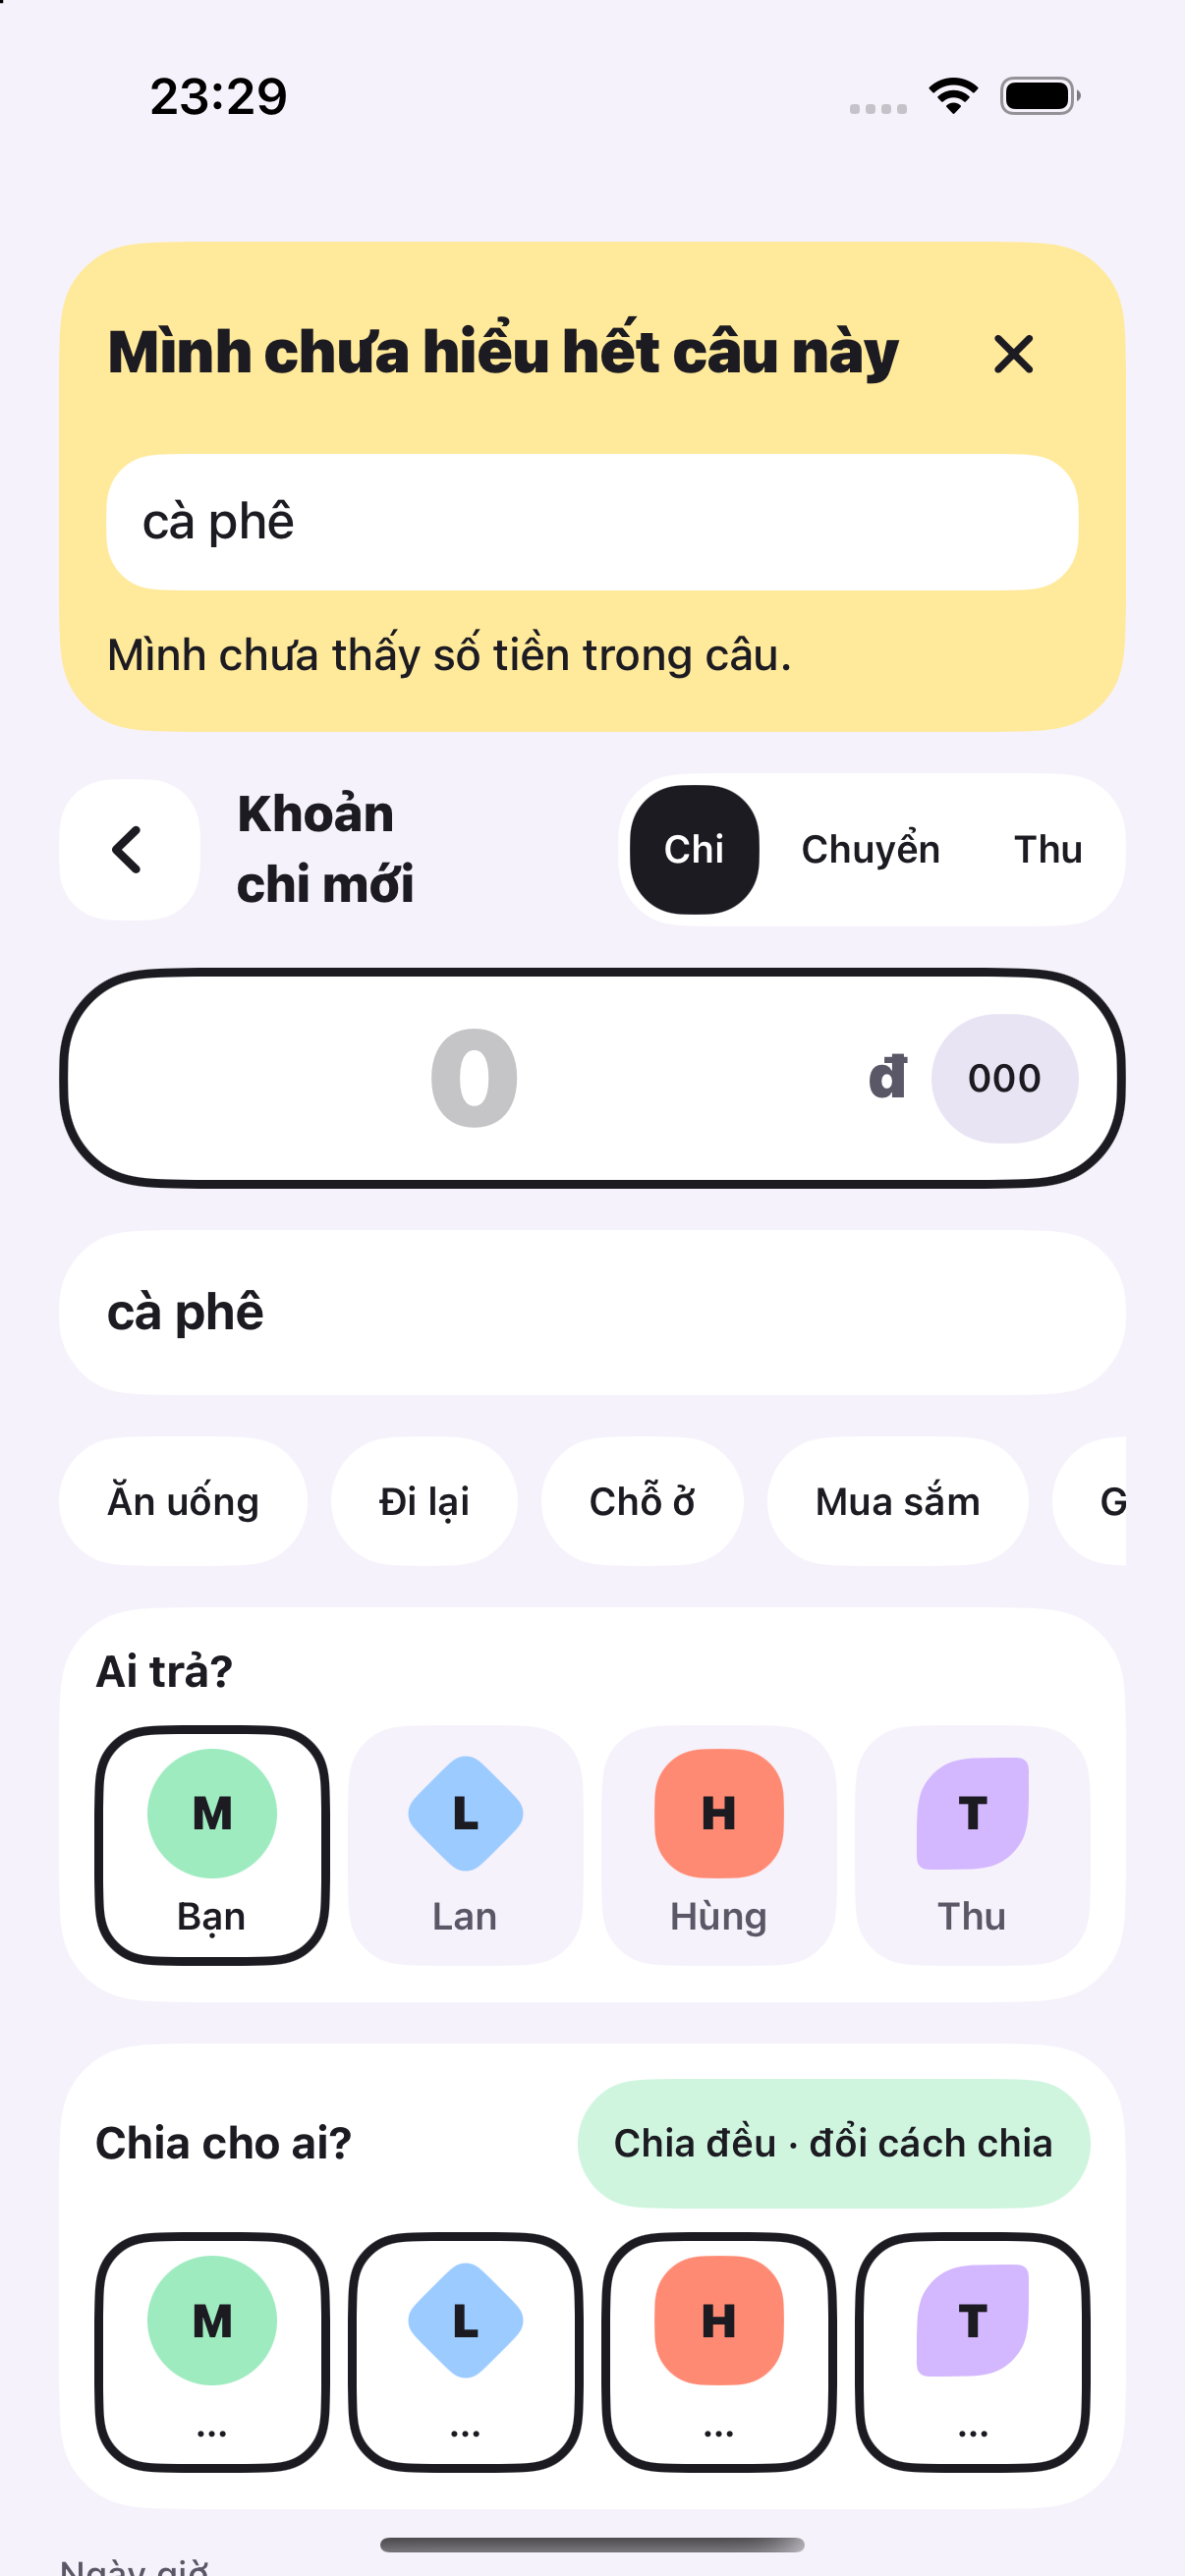 23:29
Mình chưa hiểu hết câu này
cà phê
Mình chưa thấy số tiền trong câu.
Khoản
chi mới
Chi
Chuyển
Thu
0
đ
000
cà phê
Ăn uống
Đi lại
Chỗ ở
Mua sắm
G
Ai trả?
M
L
H
T
Bạn
Lan
Hùng
Thu
Chia cho ai?
Chia đều · đổi cách chia
M
L
H
T
...
...
...
...
Ngày giờ